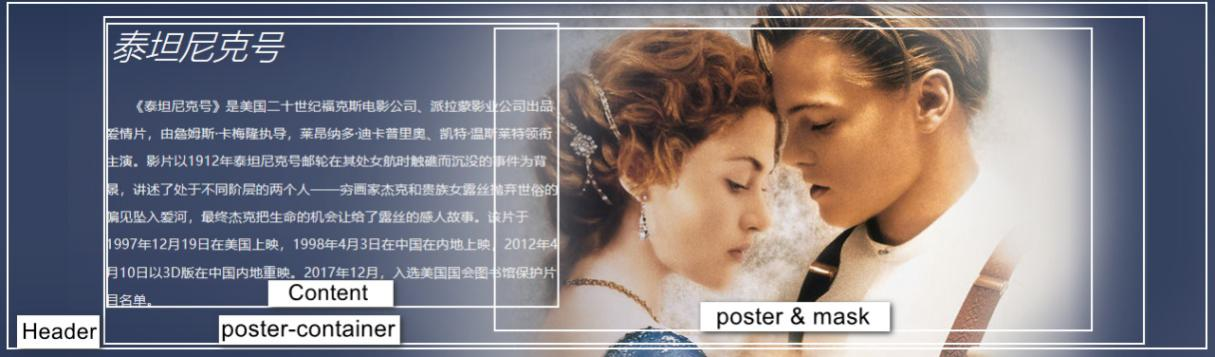 泰坦尼克号
《泰坦尼克号》是美国二十世纪福克斯电影公司、派拉蒙影业公司出品
爱情片，由詹姆斯·卡梅隆执导，莱昂纳多·迪卡普里奥、凯特·温斯莱特领衔
主演。影片以1912年泰坦尼克号邮轮在其处女航时触礁而沉没的事件为背
景，讲述了处于不同阶层的两个人——穷画家杰克和贵族女露丝抛弃世俗的
偏见坠入爱河，最终杰克把生命的机会让给了露丝的感人故事。该片于
1997年12月19日在美国上映，1998年4月3日在中国在内地上映，2012年4
月10日以3D版在中国内地重映。2017年12月，入选美国国会图书馆保护片
目名单。
Content
Header
poster-container
poster & mask